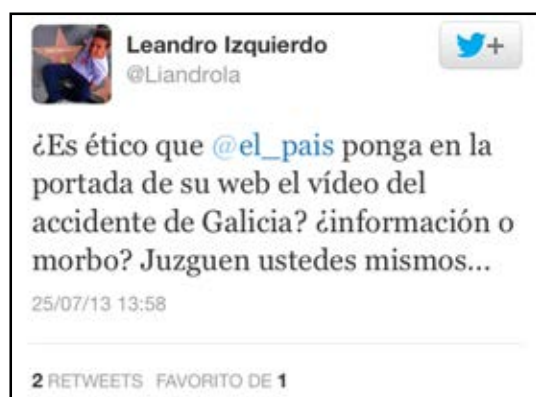 Leandro Izquierdo
@Liandrola
¿Es ético que @el_pais ponga en la
portada de su web el vídeo del
accidente de Galicia? ¿información o
morbo? Juzguen ustedes mismos...
25/07/13 13:58
2 RETWEETS FAVORITO DE 1